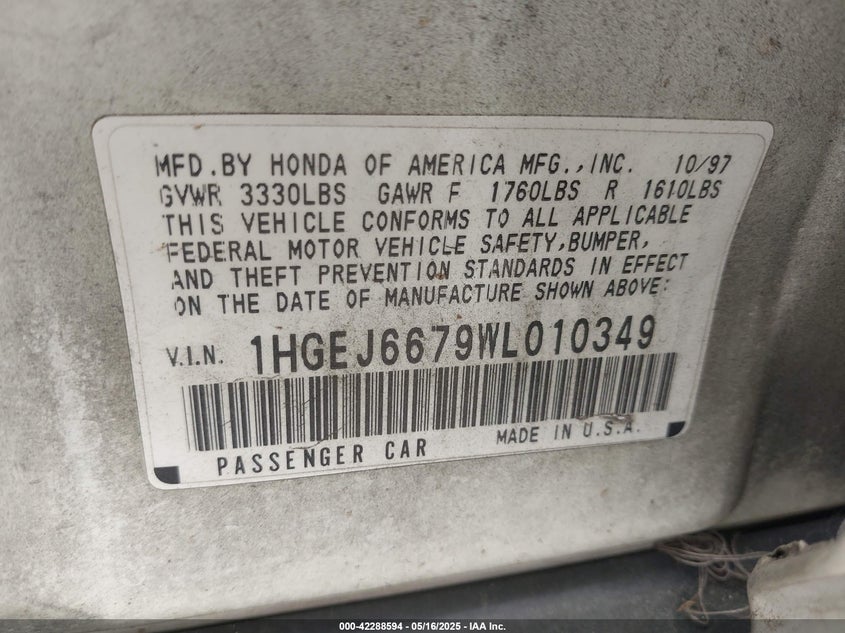 MFD.BY HONDA OF AMERICA MFG.,INC. 10/97
GVWR 3330LBS GAWR F 1760LBS R 1610LBS
THIS VEHICLE CONFORMS TO ALL APPLICABLE
FEDERAL MOTOR VEHICLE SAFETY,BUMPER,
AND THEFT PREVENTION STANDARDS IN EFFECT
ON THE DATE OF MANUFACTURE SHOWN ABOVE:
V.I.N. 1HGEJ6679WL010349
PASSENGER CAR MADE IN U.S.A.
000-42288594 - 05/16/2025 - IAA Inc.